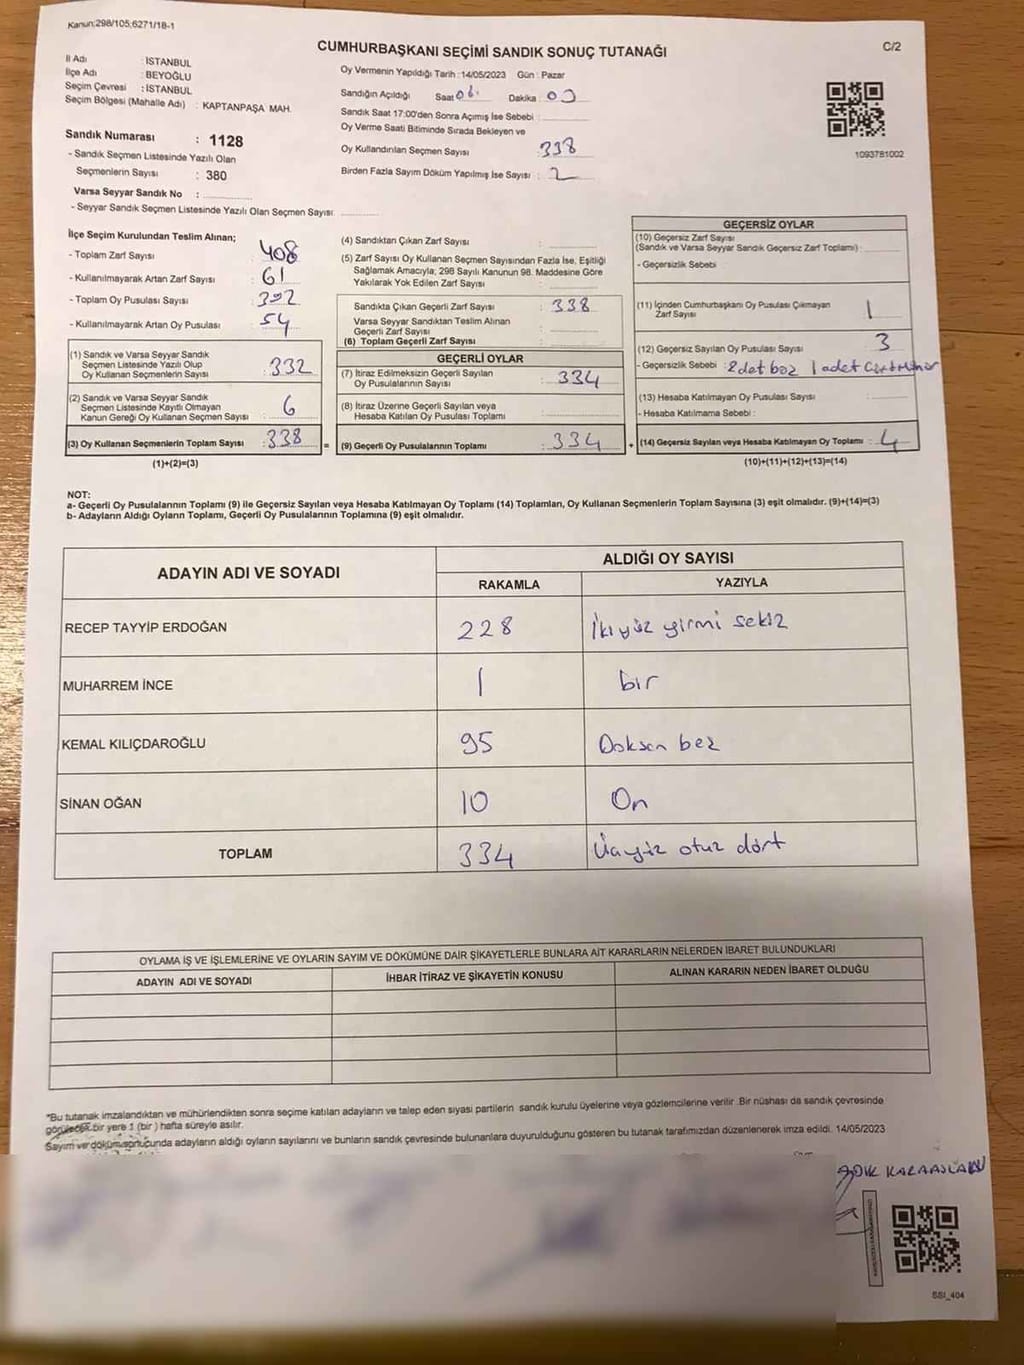 Kanun:298/105;6271/18-1
C/2
CUMHURBAŞKANI SEÇİMİ SANDIK SONUÇ TUTANAĞI
İl Adı : İSTANBUL
İlçe Adı : BEYOĞLU
Seçim Çevresi : İSTANBUL
Seçim Bölgesi (Mahalle Adı) : KAPTANPAŞA MAH.
Sandık Numarası : 1128
- Sandık Seçmen Listesinde Yazılı Olan
Seçmenlerin Sayısı : 380
Varsa Seyyar Sandık No :
- Seyyar Sandık Seçmen Listesinde Yazılı Olan Seçmen Sayısı
Oy Vermenin Yapıldığı Tarih : 14/05/2023 Gün : Pazar
Sandığın Açıldığı Saat Dakika
Sandık Saat 17:00'den Sonra Açımış İse Sebebi :
Oy Verme Saati Bitiminde Sırada Bekleyen ve
Oy Kullandırılan Seçmen Sayısı : 338
Birden Fazla Sayım Döküm Yapılmış İse Sayısı : 2
1093781002
İlçe Seçim Kurulundan Teslim Alınan;
- Toplam Zarf Sayısı : 408
- Kullanılmayarak Artan Zarf Sayısı : 61
- Toplam Oy Pusulası Sayısı :
- Kullanılmayarak Artan Oy Pusulası : 54
(1) Sandık ve Varsa Seyyar Sandık
Seçmen Listesinde Yazılı Olup
Oy Kullanan Seçmenlerin Sayısı : 332
(2) Sandık ve Varsa Seyyar Sandık
Seçmen Listesinde Kayıtlı Olmayan
Kanun Gereği Oy Kullanan Seçmen Sayısı : 6
(3) Oy Kullanan Seçmenlerin Toplam Sayısı : 338 =
(1)+(2)=(3)
(4) Sandıktan Çıkan Zarf Sayısı :
(5) Zarf Sayısı Oy Kullanan Seçmen Sayısından Fazla İse, Eşitliği
Sağlamak Amacıyla; 298 Sayılı Kanunun 98. Maddesine Göre
Yakılarak Yok Edilen Zarf Sayısı :
Sandıkta Çıkan Geçerli Zarf Sayısı : 338
Varsa Seyyar Sandıktan Teslim Alınan
Geçerli Zarf Sayısı :
(6) Toplam Geçerli Zarf Sayısı :
GEÇERLİ OYLAR
(7) İtiraz Edilmeksizin Geçerli Sayılan
Oy Pusulalarının Sayısı : 334
(8) İtiraz Üzerine Geçerli Sayılan veya
Hesaba Katılan Oy Pusulası Toplamı :
(9) Geçerli Oy Pusulalarının Toplamı : 334 +
GEÇERSİZ OYLAR
(10) Geçersiz Zarf Sayısı
(Sandık ve Varsa Seyyar Sandık Geçersiz Zarf Toplamı) :
- Geçersizlik Sebebi :
(11) İçinden Cumhurbaşkanı Oy Pusulası Çıkmayan
Zarf Sayısı : 1
(12) Geçersiz Sayılan Oy Pusulası Sayısı : 3
- Geçersizlik Sebebi : 2 1 adet
(13) Hesaba Katılmayan Oy Pusulası Sayısı :
- Hesaba Katılmama Sebebi :
(14) Geçersiz Sayılan veya Hesaba Katılmayan Oy Toplamı : 4
(10)+(11)+(12)+(13)=(14)
NOT:
a- Geçerli Oy Pusulalarının Toplamı (9) ile Geçersiz Sayılan veya Hesaba Katılmayan Oy Toplamı (14) Toplamları, Oy Kullanan Seçmenlerin Toplam Sayısına (3) eşit olmalıdır. (9)+(14)=(3)
b- Adayların Aldığı Oyların Toplamı, Geçerli Oy Pusulalarının Toplamına (9) eşit olmalıdır.
ADAYIN ADI VE SOYADI ALDIĞI OY SAYISI
RAKAMLA YAZIYLA
RECEP TAYYİP ERDOĞAN 228 İkiyüz yirmi sekiz
MUHARREM İNCE 1 bir
KEMAL KILIÇDAROĞLU 95 Doksan beş
SİNAN OĞAN 10 On
TOPLAM 334 Üçyüz otuz dört
OYLAMA İŞ VE İŞLEMLERİNE VE OYLARIN SAYIM VE DÖKÜMÜNE DAİR ŞİKAYETLERLE BUNLARA AİT KARARLARIN NELERDEN İBARET BULUNDUKLARI
ADAYIN ADI VE SOYADI İHBAR İTİRAZ VE ŞİKAYETİN KONUSU ALINAN KARARIN NEDEN İBARET OLDUĞU
"Bu tutanak imzalandıktan ve mühürlendikten sonra seçime katılan adayların ve talep eden siyasi partilerin sandık kurulu üyelerine veya gözlemcilerine verilir. Bir nüshası da sandık çevresinde
görülecek bir yere 1 (bir) hafta süreyle asılır.
Sayım ve döküm sonucunda adayların aldığı oyların sayılarını ve bunların sandık çevresinde bulunanlara duyurulduğunu gösteren bu tutanak tarafımızdan düzenlenerek imza edildi. 14/05/2023
SSI_404